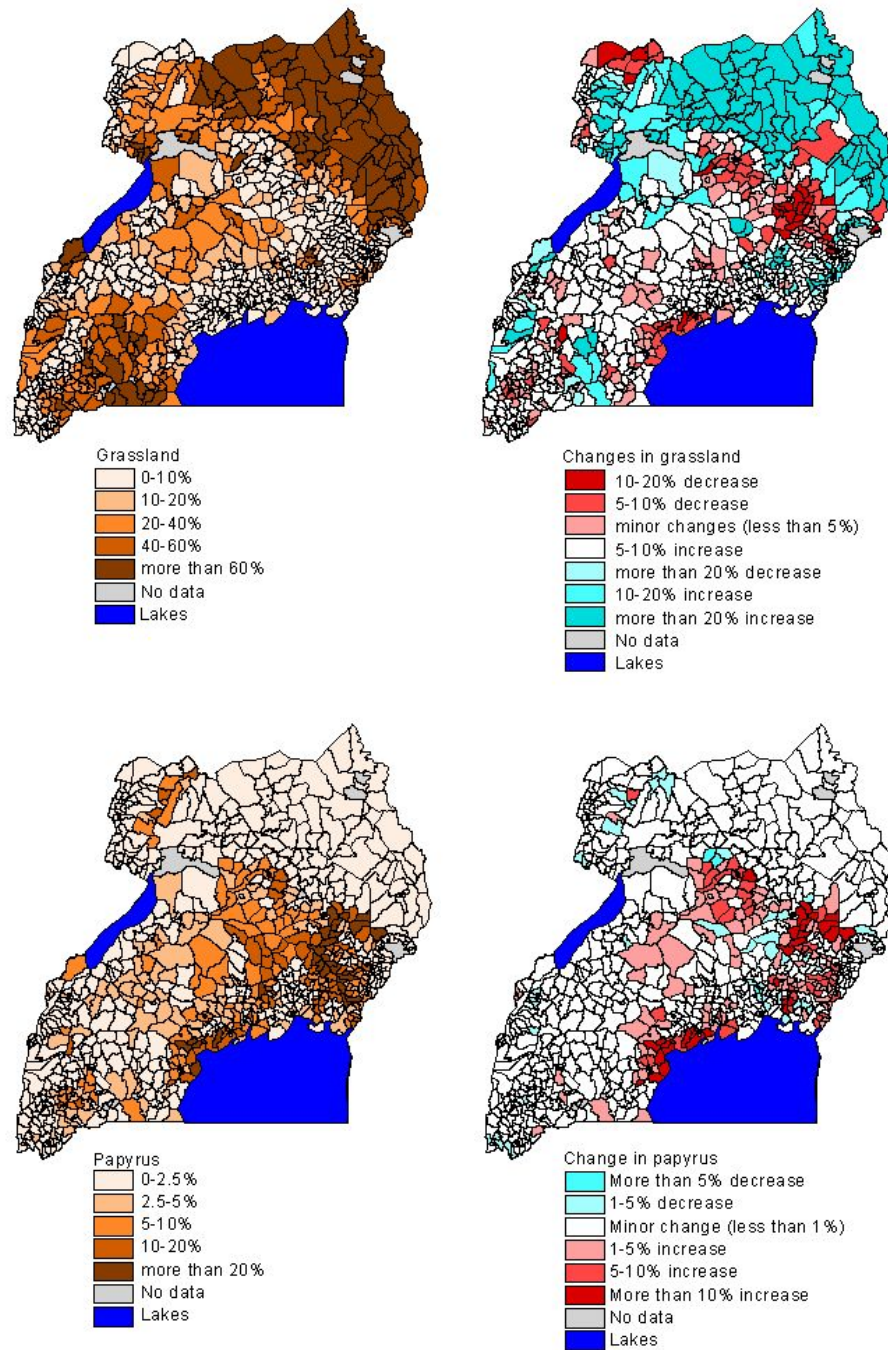 Grassland
0-10%
10-20%
20-40%
40-60%
more than 60%
No data
Lakes
Changes in grassland
10-20% decrease
5-10% decrease
minor changes (less than 5%)
5-10% increase
more than 20% decrease
10-20% increase
more than 20% increase
No data
Lakes
Papyrus
0-2.5%
2.5-5%
5-10%
10-20%
more than 20%
No data
Lakes
Change in papyrus
More than 5% decrease
1-5% decrease
Minor change (less than 1%)
1-5% increase
5-10% increase
More than 10% increase
No data
Lakes